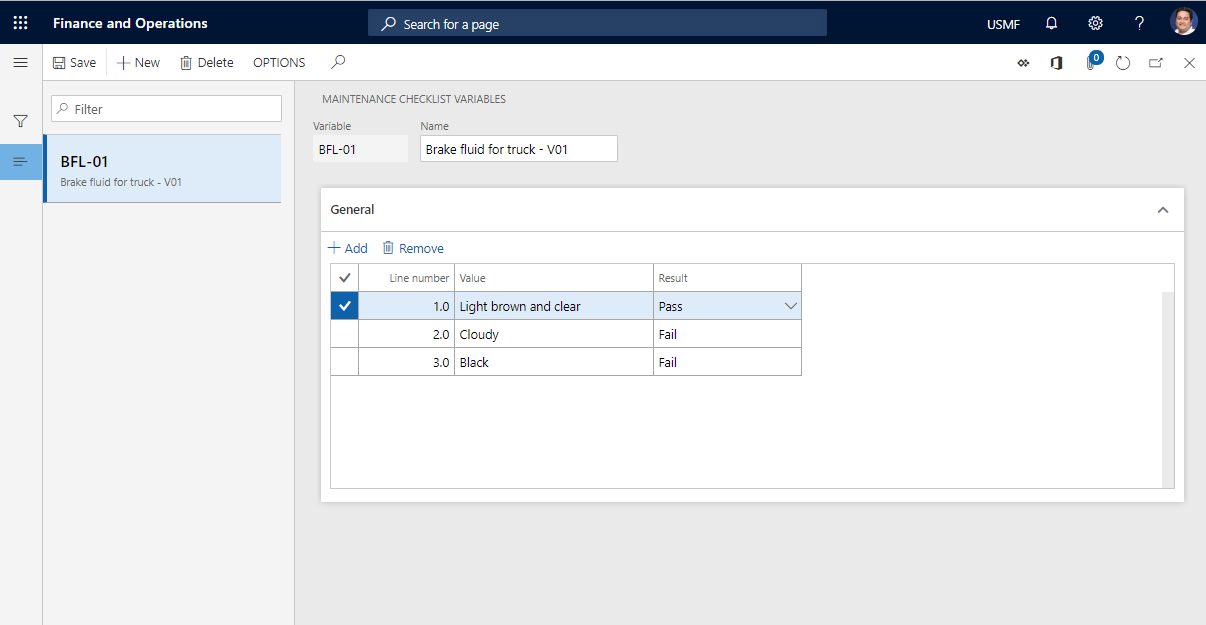 Finance and Operations
Search for a page
USMF
?
Save
New
Delete
OPTIONS
0
Filter
BFL-01
Brake fluid for truck - V01
MAINTENANCE CHECKLIST VARIABLES
Variable
Name
BFL-01
Brake fluid for truck - V01
General
Add
Remove
Line number Value Result
1.0 Light brown and clear Pass
2.0 Cloudy Fail
3.0 Black Fail